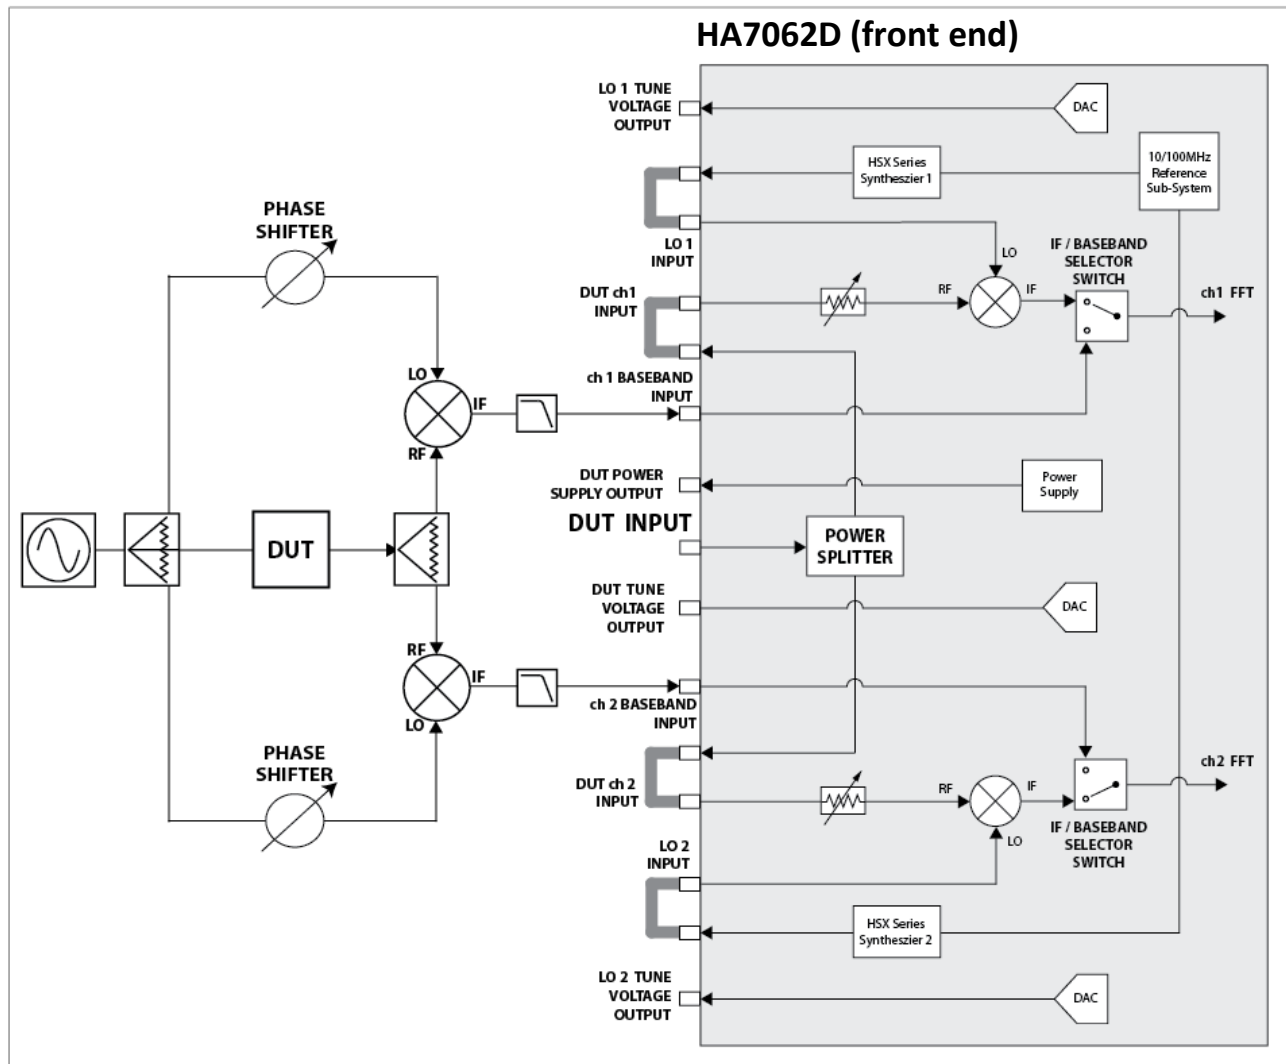 HA7062D (front end)
LO 1 TUNE
VOLTAGE
OUTPUT
DAC
HSX Series
Syntheszier 1
10/100MHz
Reference
Sub-System
PHASE
SHIFTER
LO 1
INPUT
LO
IF / BASEBAND
SELECTOR
SWITCH
DUT ch1
INPUT
RF
IF
ch1 FFT
LO
ch 1 BASEBAND
INPUT
IF
RF
DUT POWER
SUPPLY OUTPUT
Power
Supply
DUT INPUT
DUT
POWER
SPLITTER
DUT TUNE
VOLTAGE
OUTPUT
DAC
RF
IF
LO
ch 2 BASEBAND
INPUT
PHASE
SHIFTER
DUT ch 2
INPUT
RF
IF
ch2 FFT
LO
IF / BASEBAND
SELECTOR
SWITCH
LO 2
INPUT
HSX Series
Syntheszier 2
LO 2 TUNE
VOLTAGE
OUTPUT
DAC